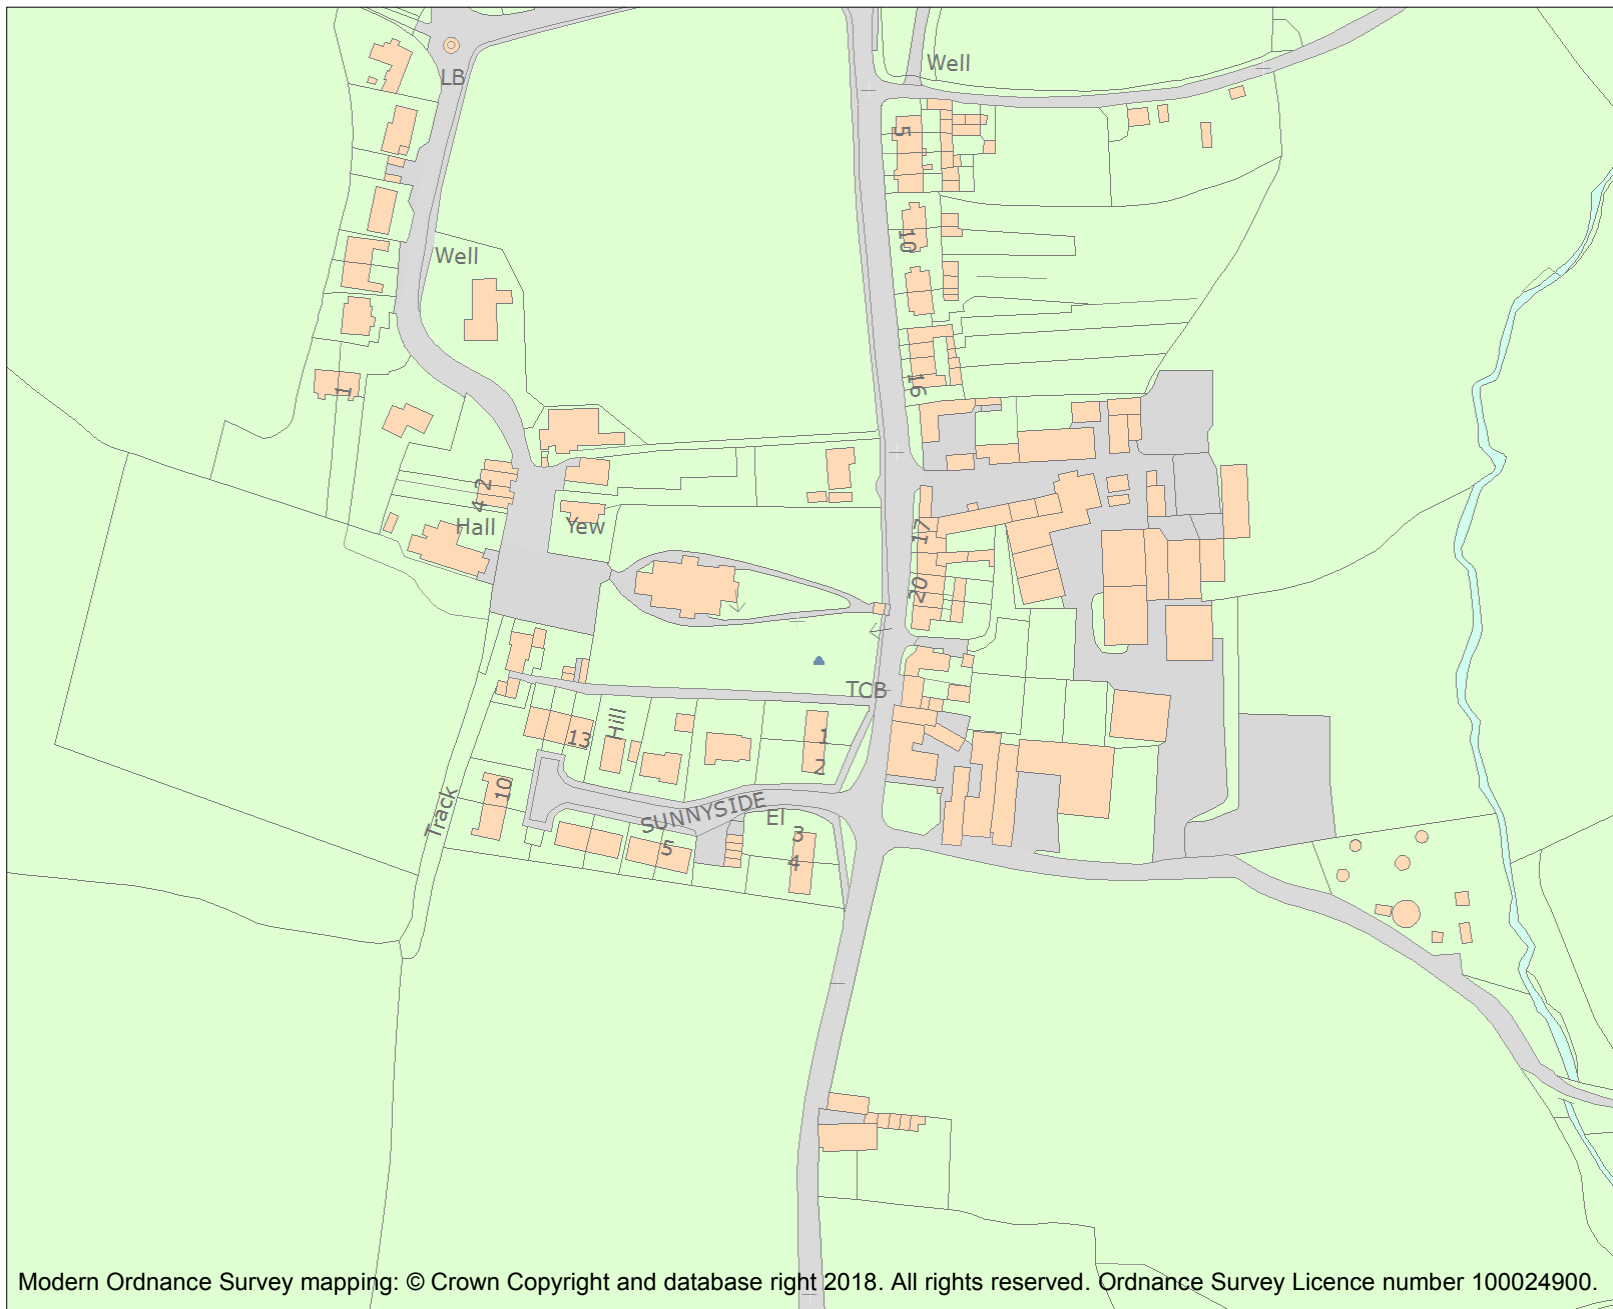 LB
Well
5
Well
10
16
1
2
4
Hall
Yew
17
20
TCB
Hill
13
1
2
10
Track
SUNNYSIDE
El
3
5
4
Modern Ordnance Survey mapping: © Crown Copyright and database right 2018. All rights reserved. Ordnance Survey Licence number 100024900.